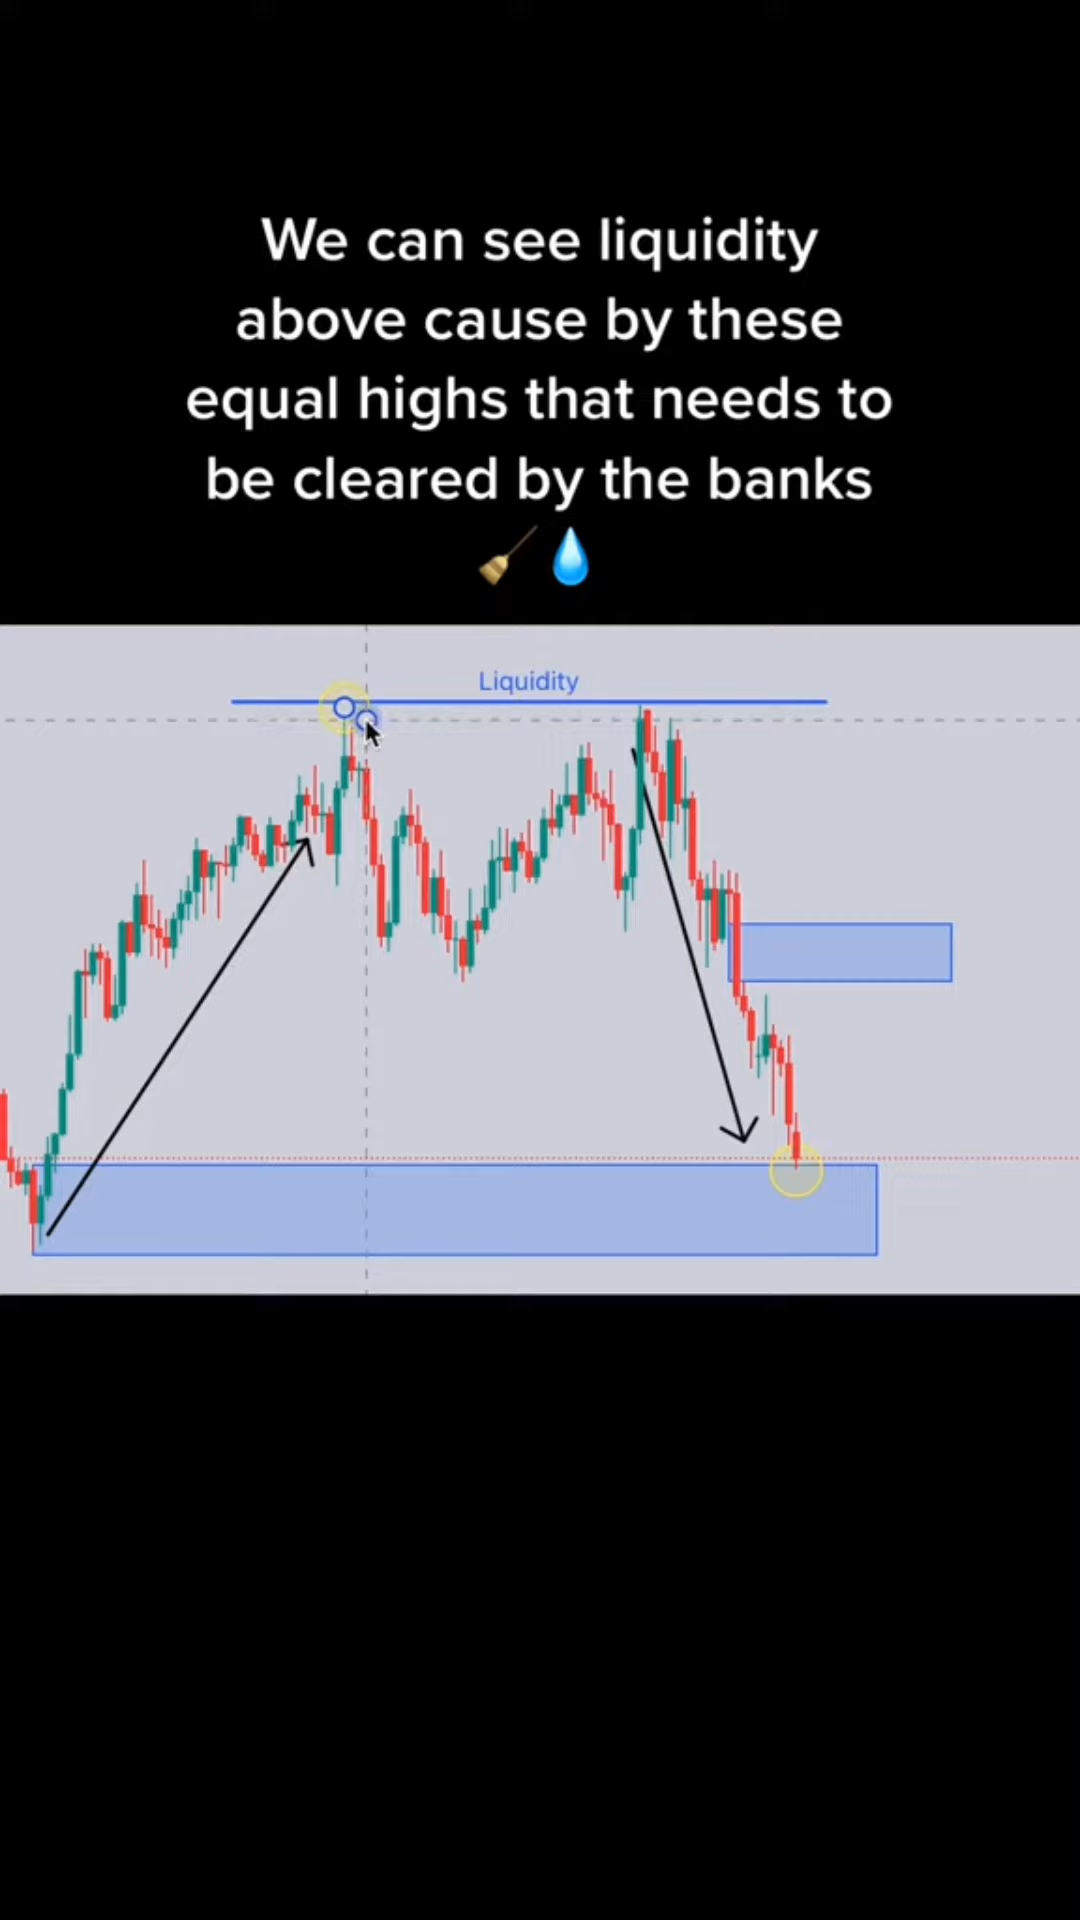 We can see liquidity
above cause by these
equal highs that needs to
be cleared by the banks
🧹💧
Liquidity